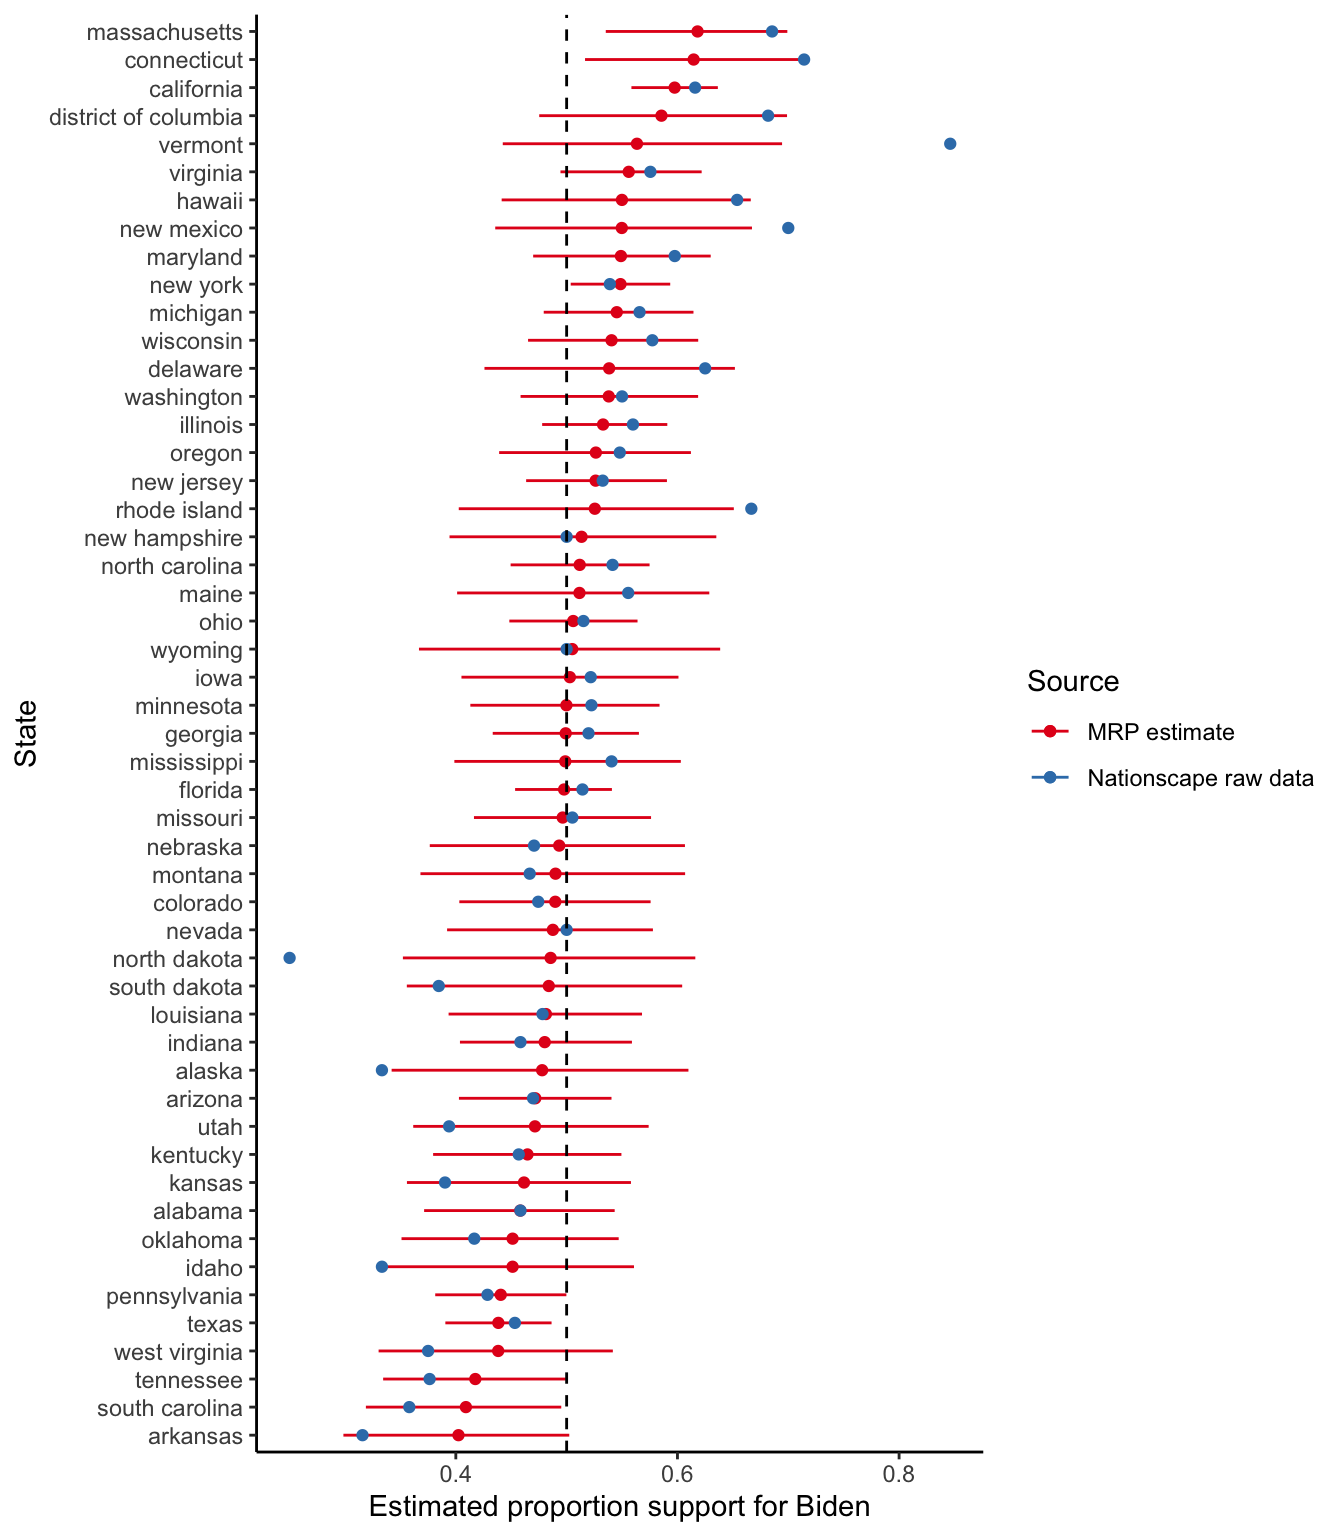 massachusetts
connecticut
california
district of columbia
vermont
virginia
hawaii
new mexico
maryland
new york
michigan
wisconsin
delaware
washington
illinois
oregon
new jersey
rhode island
new hampshire
north carolina
maine
ohio
wyoming
iowa
minnesota
georgia
mississippi
florida
missouri
nebraska
montana
colorado
nevada
north dakota
south dakota
louisiana
indiana
alaska
arizona
utah
kentucky
kansas
alabama
oklahoma
idaho
pennsylvania
texas
west virginia
tennessee
south carolina
arkansas
State
0.4 0.6 0.8
Estimated proportion support for Biden
Source
MRP estimate
Nationscape raw data